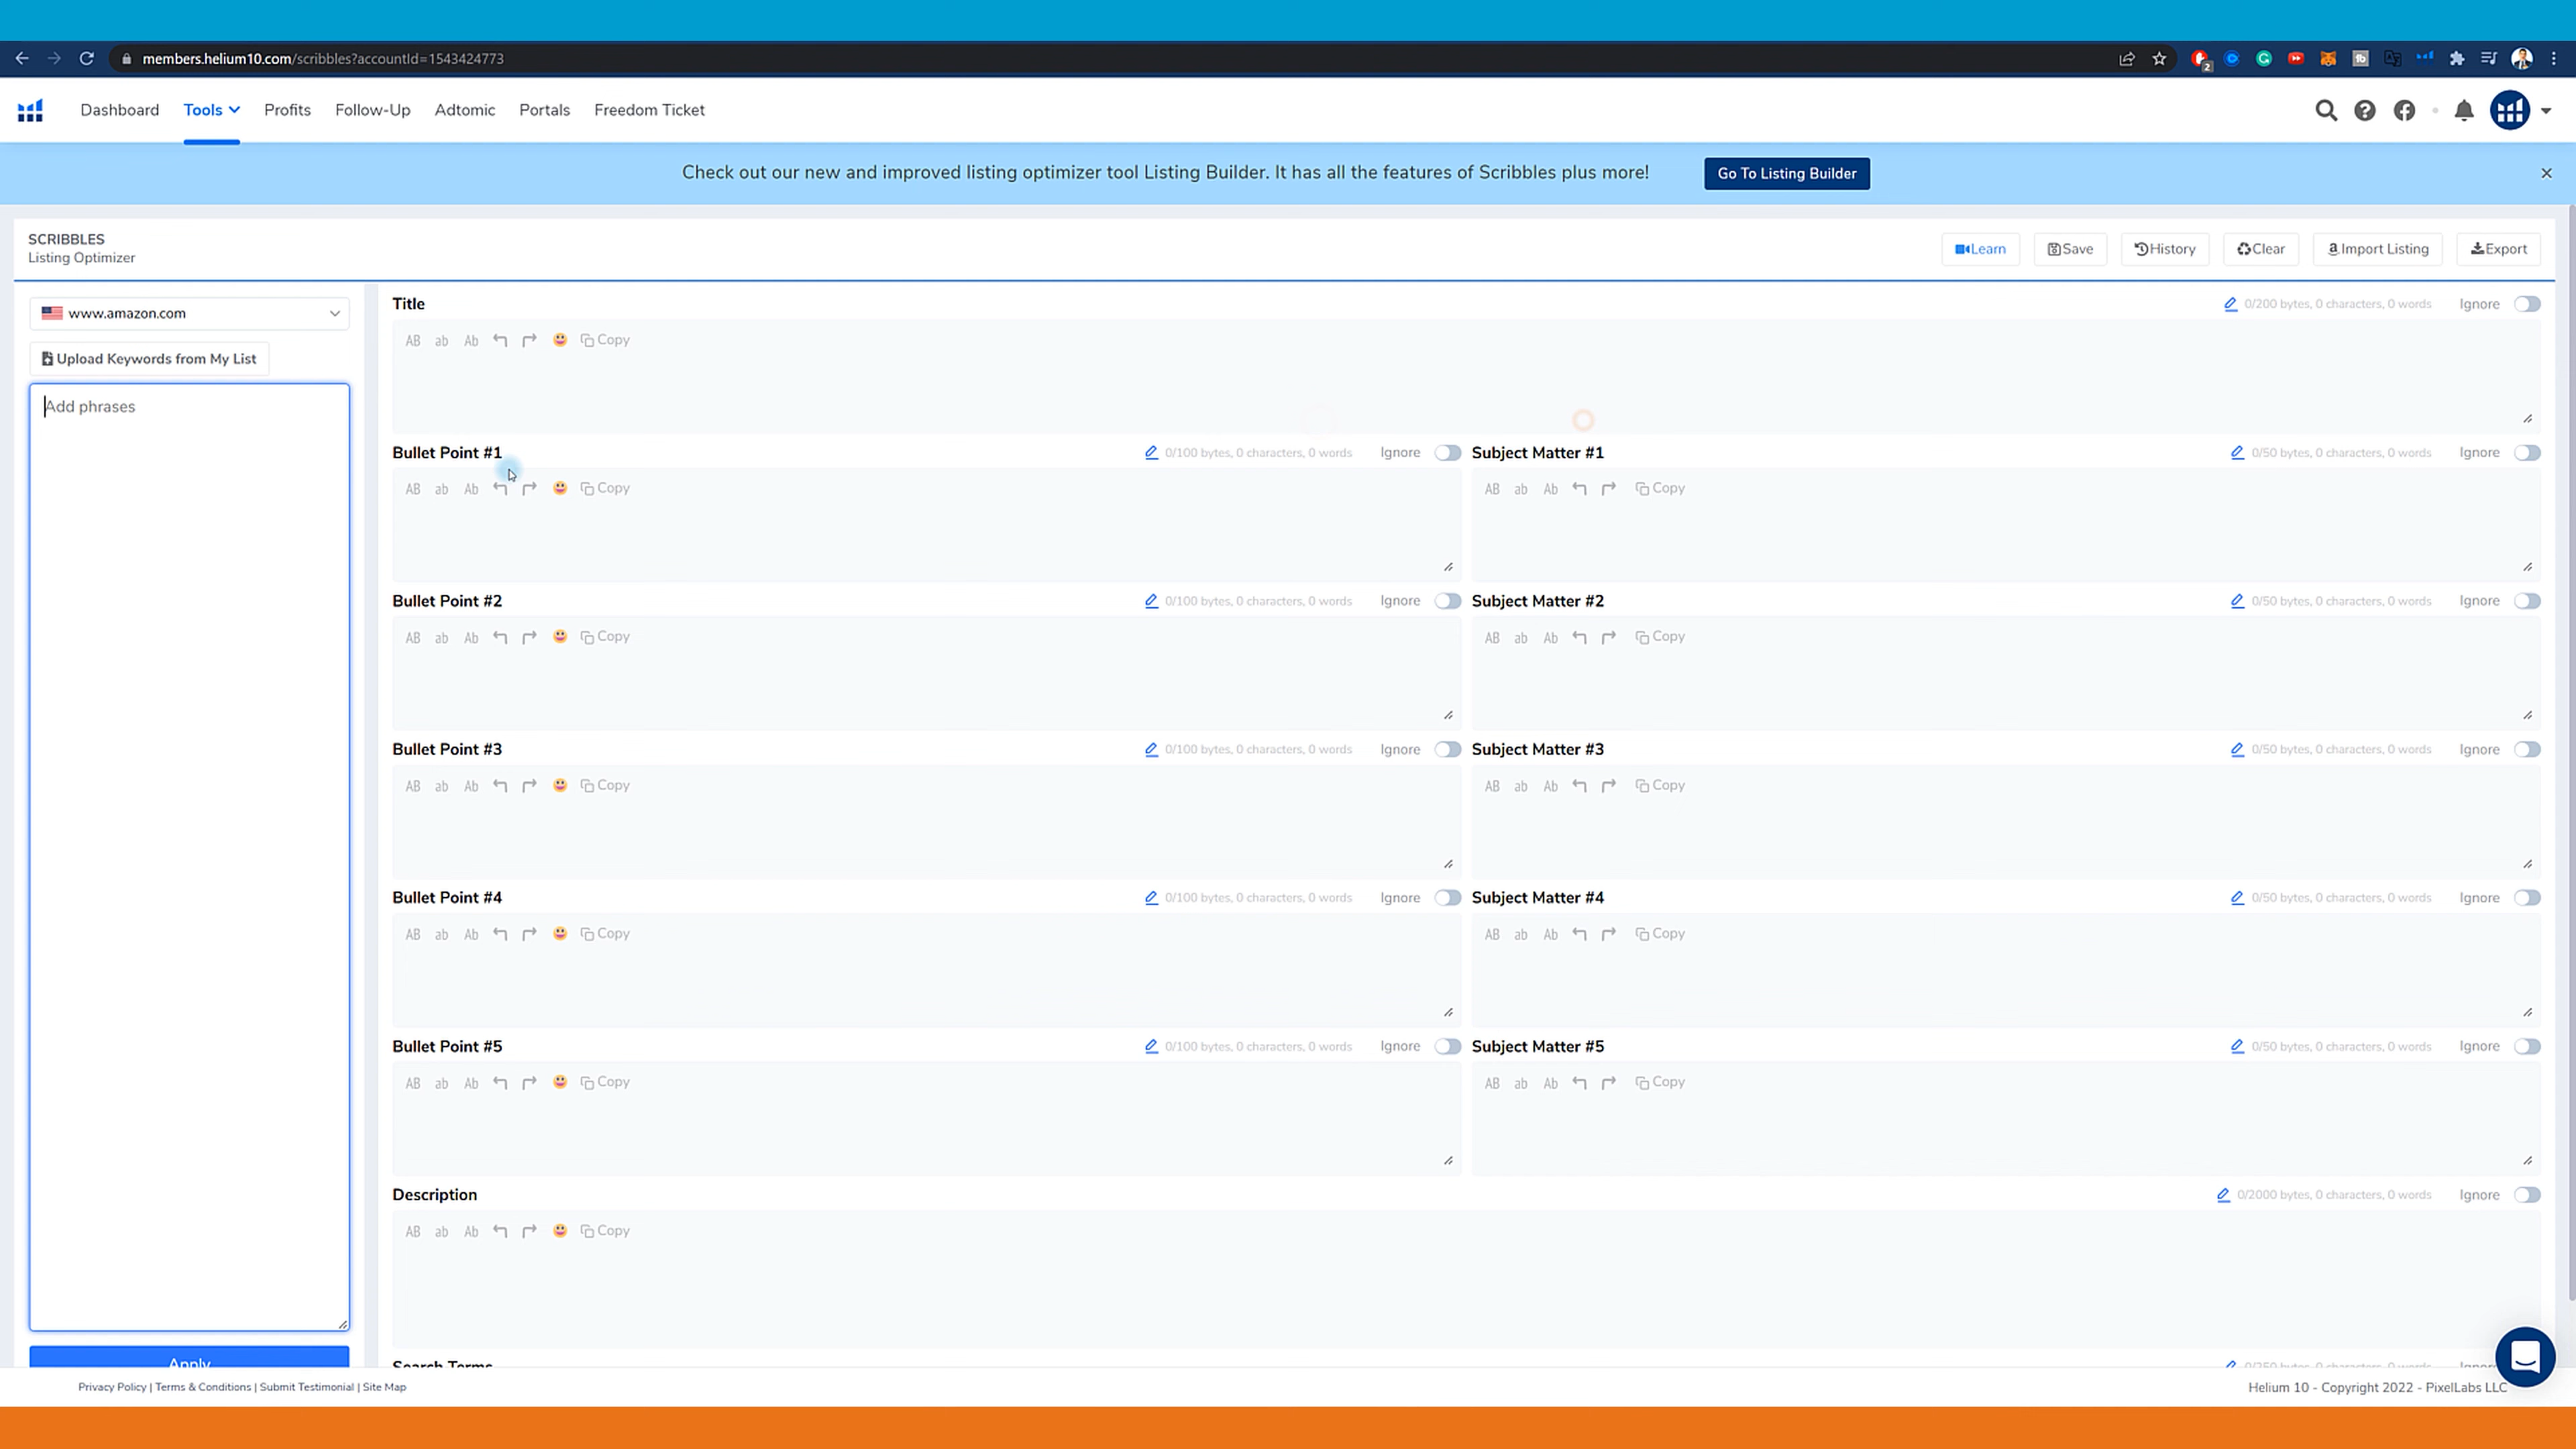 members.helium10.com/scribbles?accountId=1543424773
2
Dashboard Tools Profits Follow-Up Adtomic Portals Freedom Ticket
Check out our new and improved listing optimizer tool Listing Builder. It has all the features of Scribbles plus more! Go To Listing Builder
SCRIBBLES
Listing Optimizer
Learn Save History Clear Import Listing Export
www.amazon.com
Upload Keywords from My List
Add phrases
Apply
Title 0/200 bytes, 0 characters, 0 words Ignore
AB ab Ab Copy
Bullet Point #1 0/100 bytes, 0 characters, 0 words Ignore Subject Matter #1 0/50 bytes, 0 characters, 0 words Ignore
AB ab Ab Copy AB ab Ab Copy
Bullet Point #2 0/100 bytes, 0 characters, 0 words Ignore Subject Matter #2 0/50 bytes, 0 characters, 0 words Ignore
AB ab Ab Copy AB ab Ab Copy
Bullet Point #3 0/100 bytes, 0 characters, 0 words Ignore Subject Matter #3 0/50 bytes, 0 characters, 0 words Ignore
AB ab Ab Copy AB ab Ab Copy
Bullet Point #4 0/100 bytes, 0 characters, 0 words Ignore Subject Matter #4 0/50 bytes, 0 characters, 0 words Ignore
AB ab Ab Copy AB ab Ab Copy
Bullet Point #5 0/100 bytes, 0 characters, 0 words Ignore Subject Matter #5 0/50 bytes, 0 characters, 0 words Ignore
AB ab Ab Copy AB ab Ab Copy
Description 0/2000 bytes, 0 characters, 0 words Ignore
AB ab Ab Copy
Search Terms 0/250 bytes, 0 characters, 0 words
Privacy Policy | Terms & Conditions | Submit Testimonial | Site Map
Helium 10 - Copyright 2022 - PixelLabs LLC